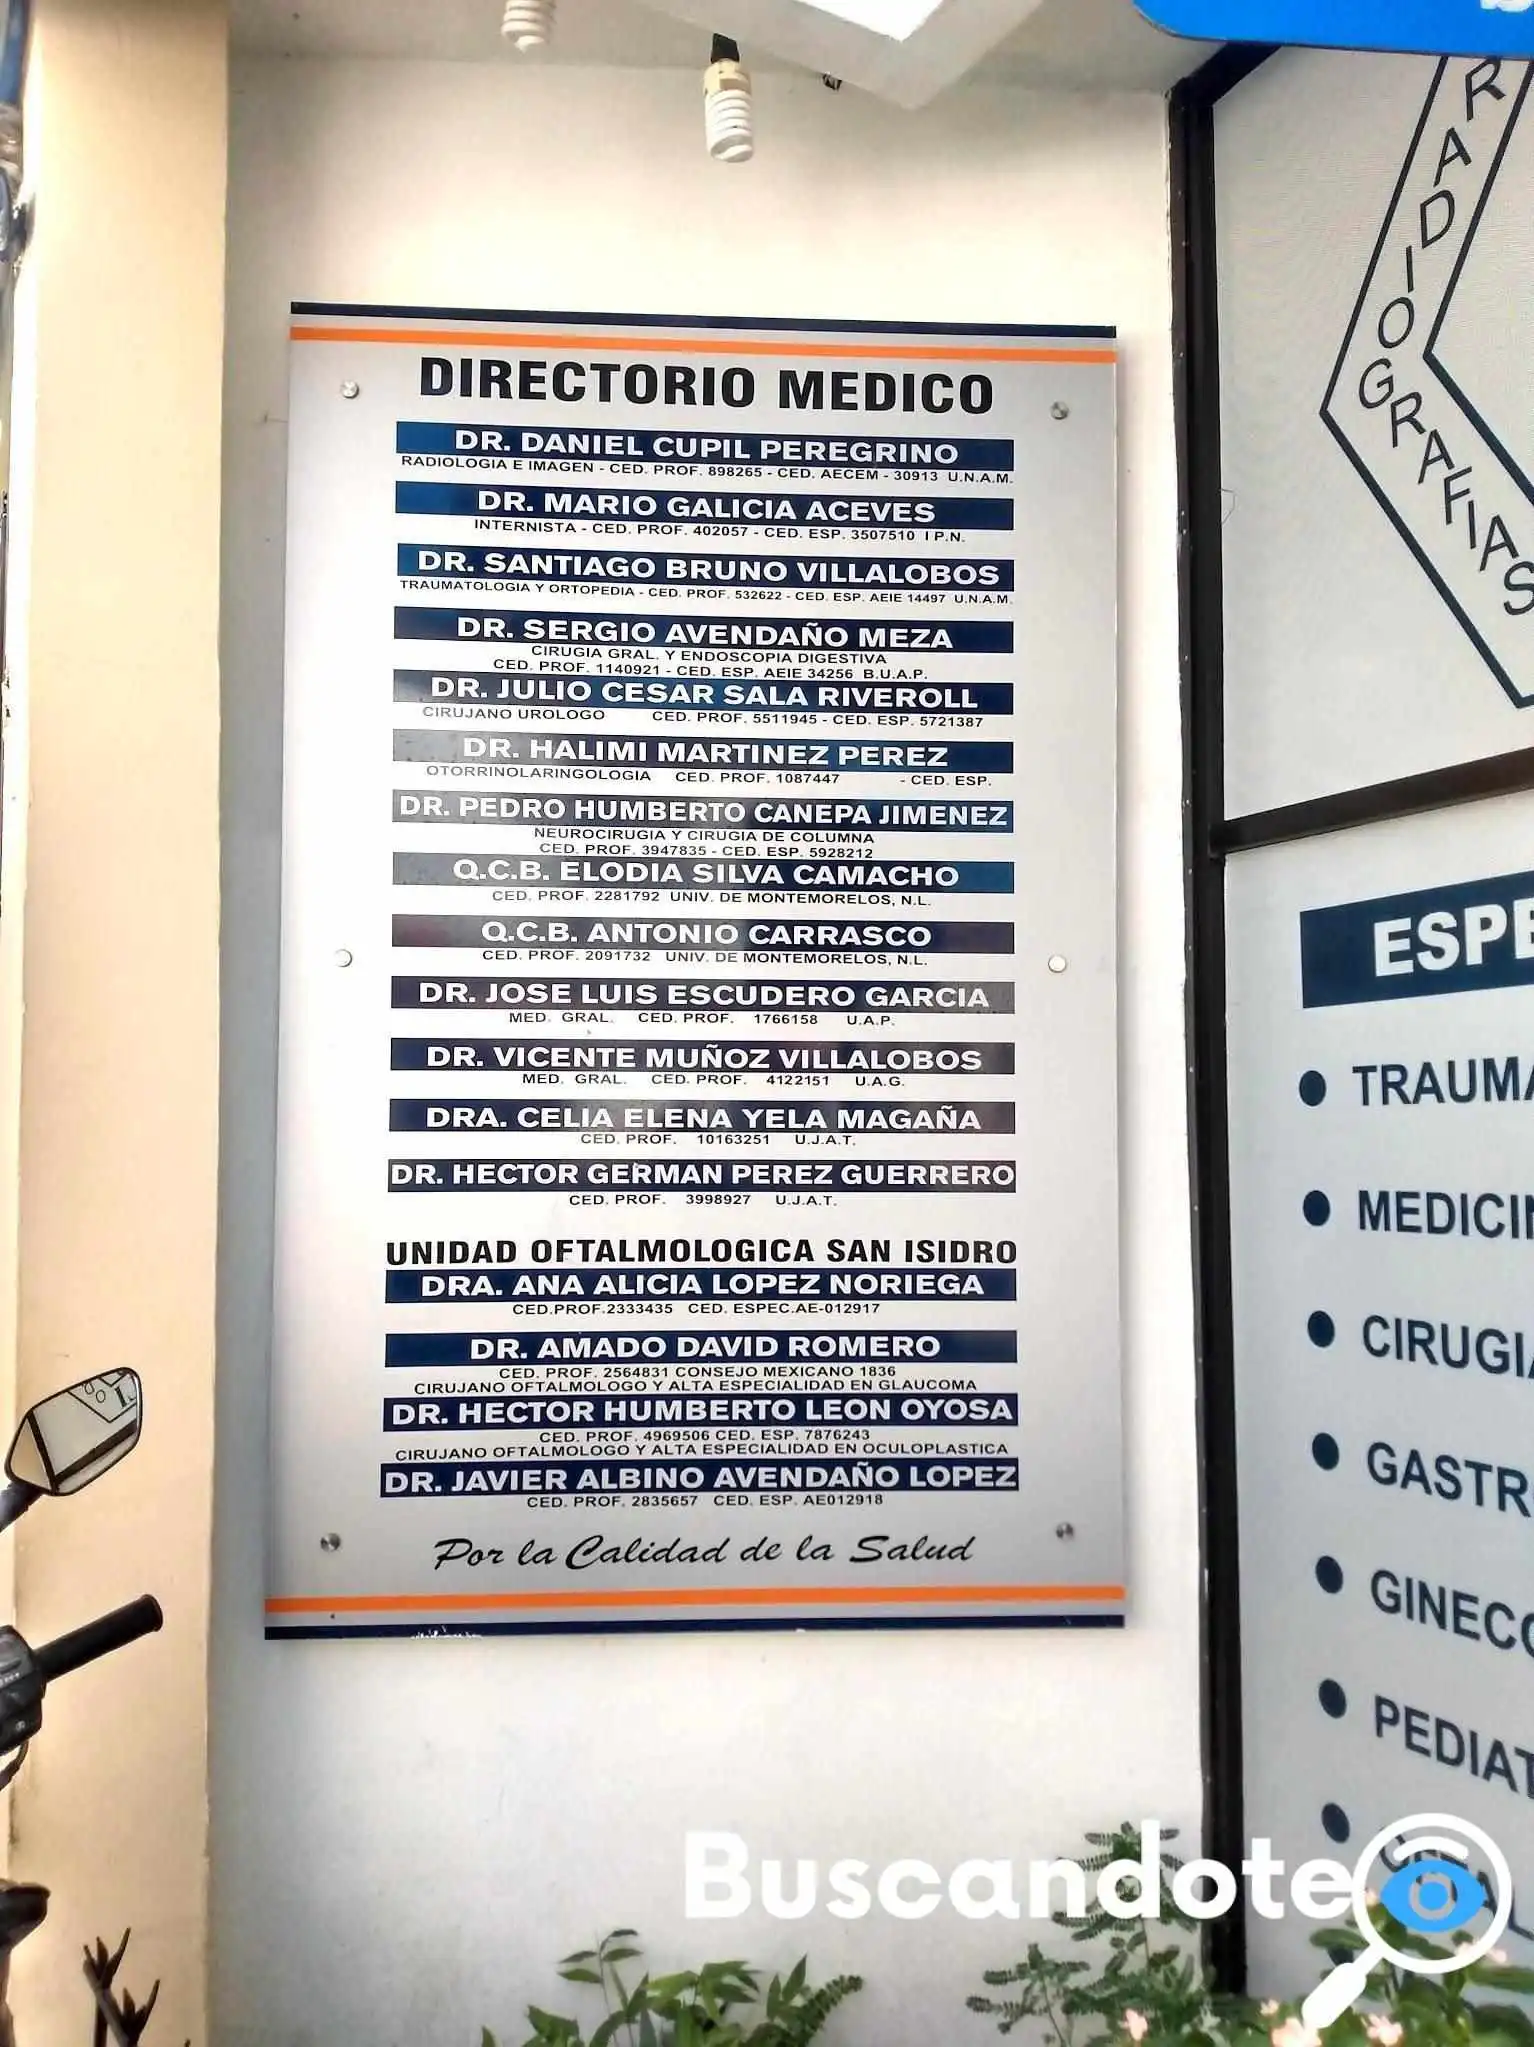 DIRECTORIO MEDICO
DR. DANIEL CUPIL PEREGRINO
RADIOLOGIA E IMAGEN - CED. PROF. 898265 - CED. AECEM - 30913 U.N.A.M.
DR. MARIO GALICIA ACEVES
INTERNISTA - CED. PROF. 402057 - CED. ESP. 3507510 I P.N.
DR. SANTIAGO BRUNO VILLALOBOS
TRAUMATOLOGIA Y ORTOPEDIA - CED. PROF. 532622 - CED. ESP. AEIE 14497 U.N.A.M.
DR. SERGIO AVENDAÑO MEZA
CIRUGIA GRAL. Y ENDOSCOPIA DIGESTIVA
CED. PROF. 1140921 - CED. ESP. AEIE 34256 B.U.A.P.
DR. JULIO CESAR SALA RIVEROLL
CIRUJANO UROLOGO CED. PROF. 5511945 - CED. ESP. 5721387
DR. HALIMI MARTINEZ PEREZ
OTORRINOLARINGOLOGIA CED. PROF. 1087447 - CED. ESP.
DR. PEDRO HUMBERTO CANEPA JIMENEZ
NEUROCIRUGIA Y CIRUGIA DE COLUMNA
CED. PROF. 3947835 - CED. ESP. 5928212
Q.C.B. ELODIA SILVA CAMACHO
CED. PROF. 2281792 UNIV. DE MONTEMORELOS, N.L.
Q.C.B. ANTONIO CARRASCO
CED. PROF. 2091732 UNIV. DE MONTEMORELOS, N.L.
DR. JOSE LUIS ESCUDERO GARCIA
MED. GRAL. CED. PROF. 1766158 U.A.P.
DR. VICENTE MUÑOZ VILLALOBOS
MED. GRAL. CED. PROF. 4122151 U.A.G.
DRA. CELIA ELENA YELA MAGAÑA
CED. PROF. 10163251 U.J.A.T.
DR. HECTOR GERMAN PEREZ GUERRERO
CED. PROF. 3998927 U.J.A.T.
UNIDAD OFTALMOLOGICA SAN ISIDRO
DRA. ANA ALICIA LOPEZ NORIEGA
CED.PROF.2333435 CED. ESPEC.AE-012917
DR. AMADO DAVID ROMERO
CED. PROF. 2564831 CONSEJO MEXICANO 1836
CIRUJANO OFTALMOLOGO Y ALTA ESPECIALIDAD EN GLAUCOMA
DR. HECTOR HUMBERTO LEON OYOSA
CED. PROF. 4969506 CED. ESP. 7876243
CIRUJANO OFTALMOLOGO Y ALTA ESPECIALIDAD EN OCULOPLASTICA
DR. JAVIER ALBINO AVENDAÑO LOPEZ
CED. PROF. 2835657 CED. ESP. AE012918
Por la Calidad de la Salud
RADIOGRAFIAS
ESPE
TRAUMA
MEDICIN
CIRUGIA
GASTR
GINECO
PEDIAT
Buscandote